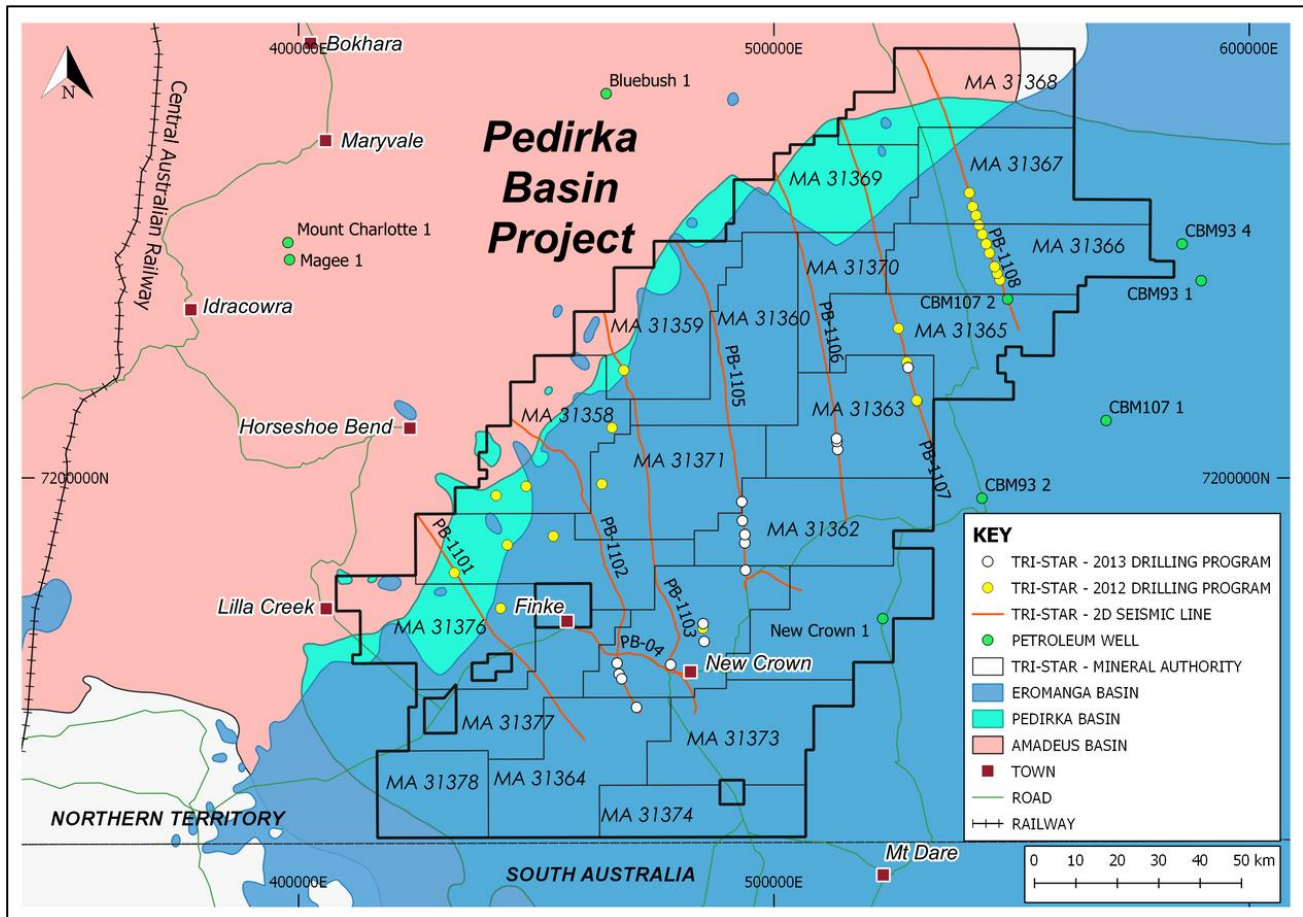 400000E
500000E
600000E
Bokhara
N
Central Australian Railway
Maryvale
Bluebush 1
Pedirka
Basin
Project
MA 31368
MA 31367
MA 31369
MA 31366
MA 31370
PB-1108
CBM93 4
CBM93 1
CBM107 2
MA 31365
Mount Charlotte 1
Magee 1
Idracowra
MA 31359
MA 31360
PB-1105
PB-1106
MA 31363
CBM107 1
MA 31358
Horseshoe Bend
MA 31371
PB-1107
7200000N
7200000N
CBM93 2
MA 31362
PB-1101
PB-1102
Lilla Creek
Finke
MA 31376
PB-1103
PB-04
New Crown
New Crown 1
MA 31377
MA 31373
MA 31378
MA 31364
MA 31374
NORTHERN TERRITORY
SOUTH AUSTRALIA
Mt Dare
400000E
500000E
KEY
TRI-STAR - 2013 DRILLING PROGRAM
TRI-STAR - 2012 DRILLING PROGRAM
TRI-STAR - 2D SEISMIC LINE
PETROLEUM WELL
TRI-STAR - MINERAL AUTHORITY
EROMANGA BASIN
PEDIRKA BASIN
AMADEUS BASIN
TOWN
ROAD
RAILWAY
0 10 20 30 40 50 km